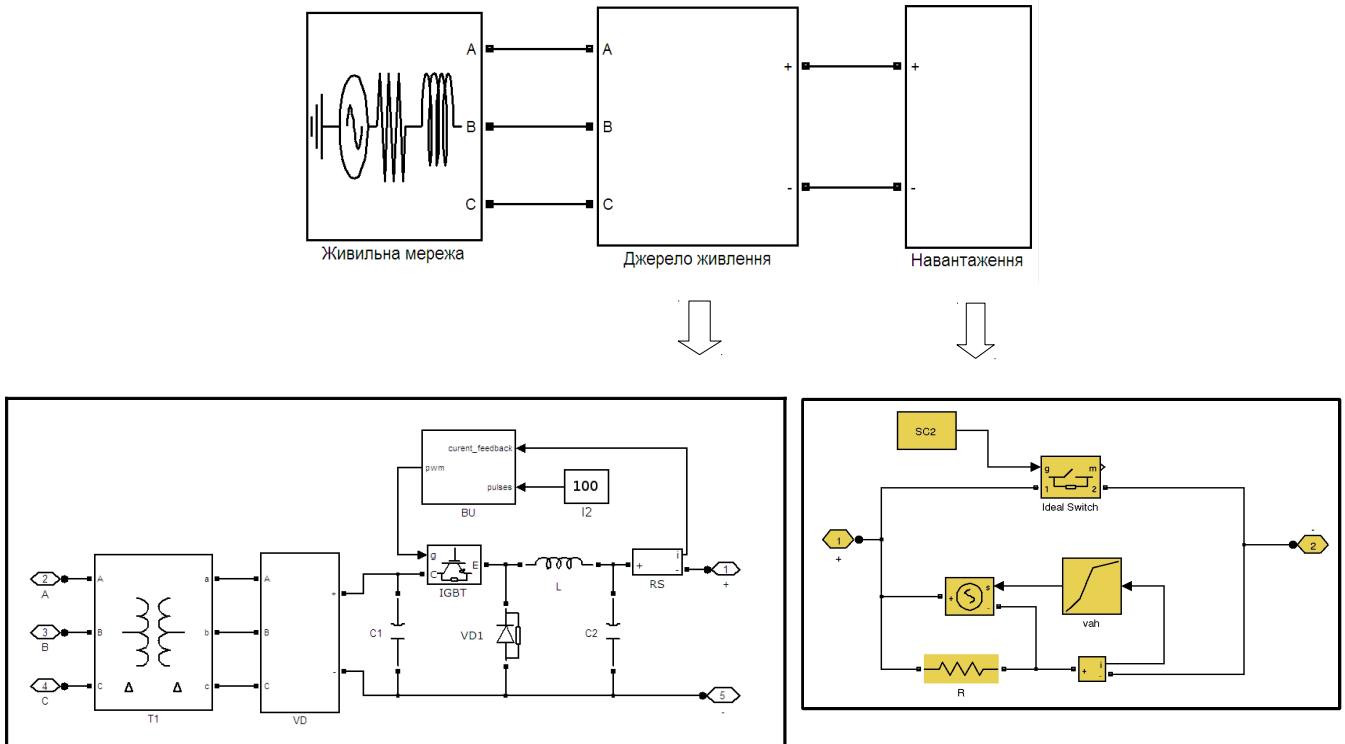 A
B
C
A
B
C
+
-
+
-
Живильна мережа
Джерело живлення
Навантаження
curent_feedback
pwm
pulses
BU
100
I2
2
A
3
B
4
C
A
B
C
a
b
c
T1
A
B
C
+
-
VD
C1
g
C
E
IGBT
VD1
L
C2
+
i
-
RS
1
+
5
-
SC2
g
m
1
2
Ideal Switch
1
+
-
2
+
s
-
vah
R
+
i
-